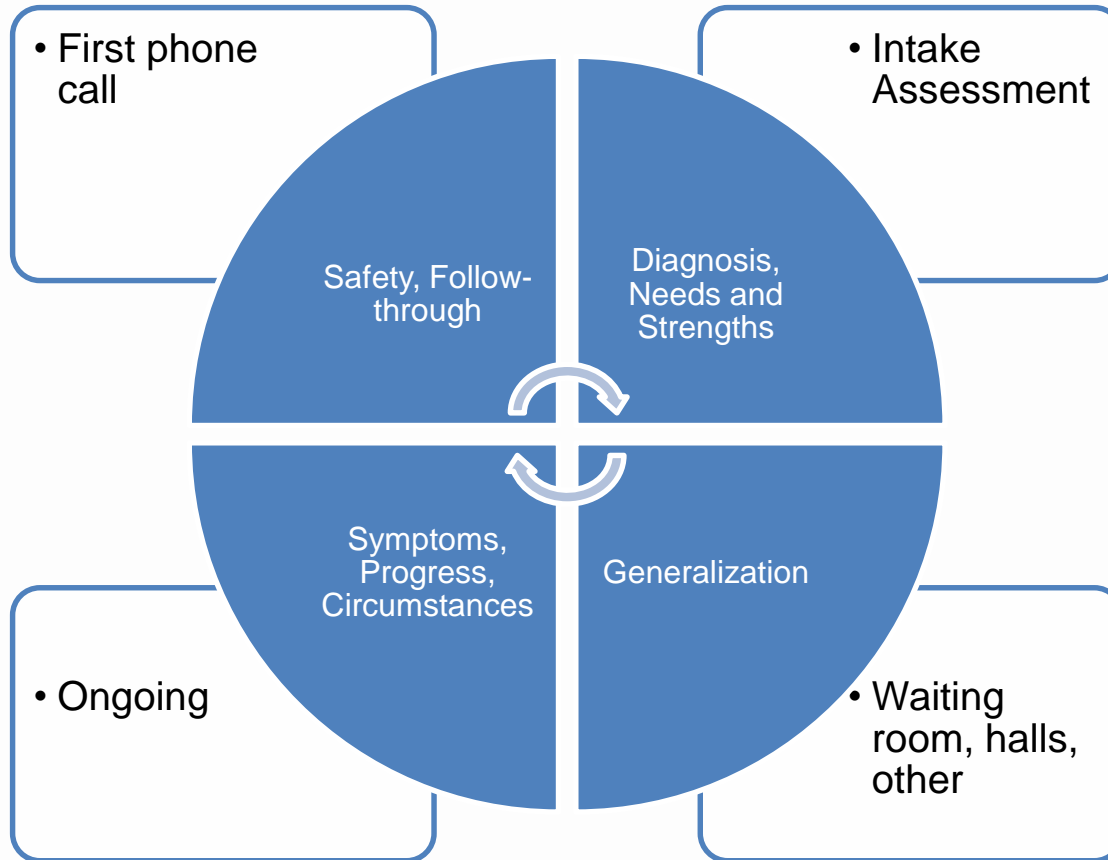 • First phone
call
• Intake
Assessment
Safety, Follow-
through
Diagnosis,
Needs and
Strengths
Symptoms,
Progress,
Circumstances
Generalization
• Ongoing
• Waiting
room, halls,
other